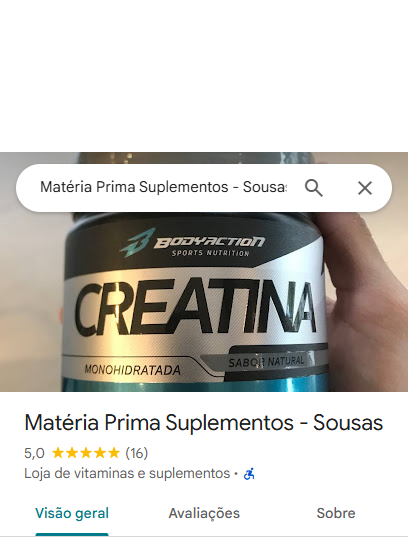 Matéria Prima Suplementos - Sousas
BODYACTION
SPORTS NUTRITION
CREATINA
MONOHIDRATADA
SABOR NATURAL
Matéria Prima Suplementos - Sousas
5,0 ★★★★★ (16)
Loja de vitaminas e suplementos ·
Visão geral Avaliações Sobre